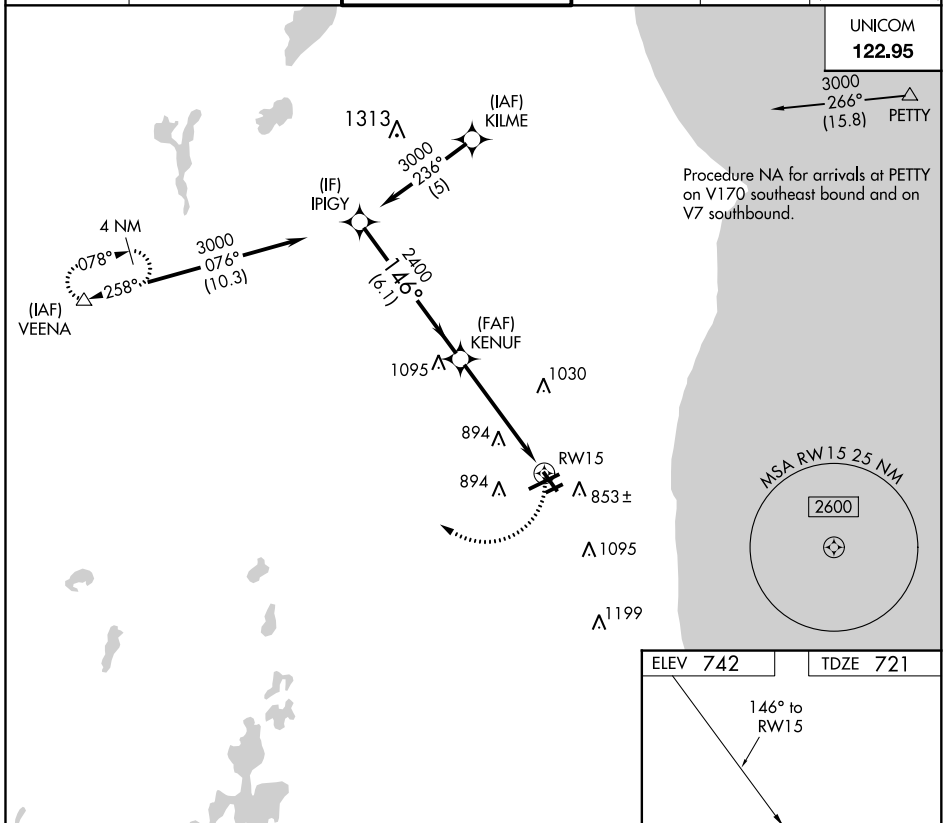 UNICOM
122.95
3000
266°
(15.8)
PETTY
Procedure NA for arrivals at PETTY
on V170 southeast bound and on
V7 southbound.
(IAF)
KILME
1313
3000
236°
(5)
(IF)
IPIGY
4 NM
078°
258°
3000
076°
(10.3)
(IAF)
VEENA
2400
146°
(6.1)
(FAF)
KENUF
1095
1030
894
RW15
894
853±
1095
1199
MSA RW15 25 NM
2600
ELEV 742
TDZE 721
146° to
RW15